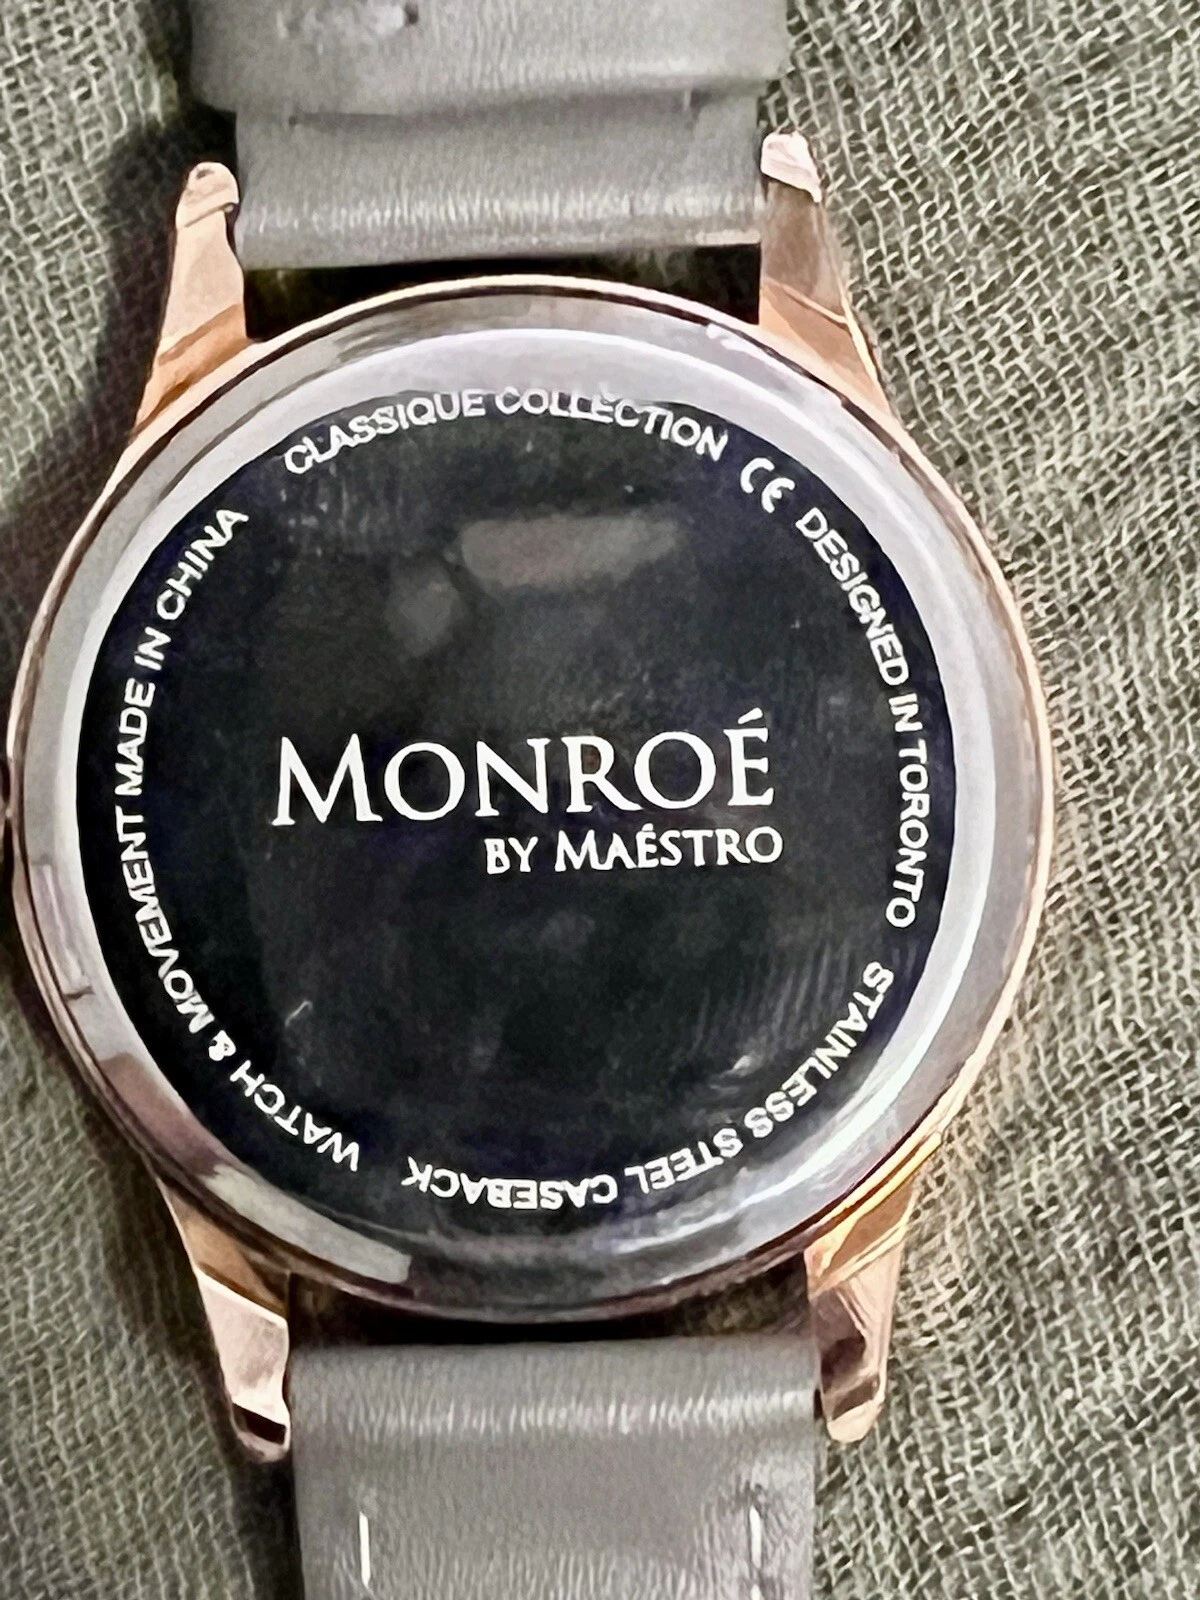 MONROÉ
BY MAÉSTRO
CLASSIQUE COLLECTION
CE
DESIGNED IN TORONTO
STAINLESS STEEL CASEBACK
WATCH & MOVEMENT MADE IN CHINA